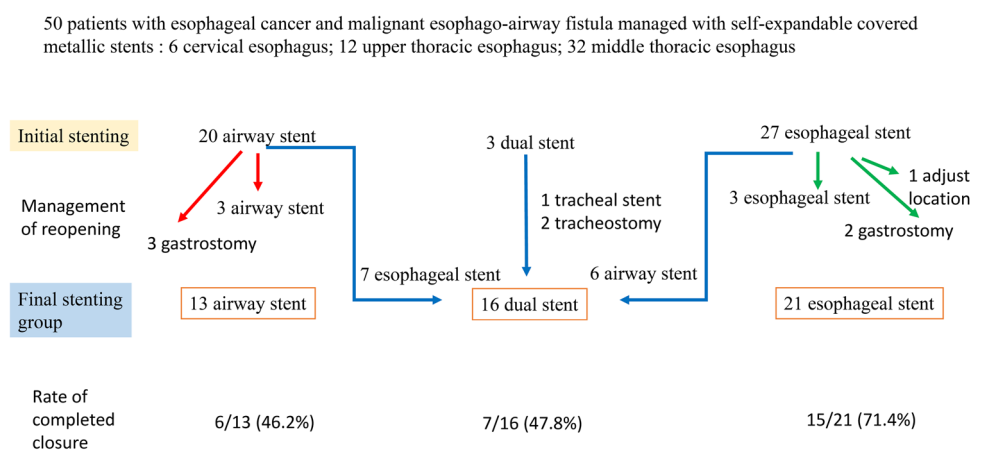 50 patients with esophageal cancer and malignant esophago-airway fistula managed with self-expandable covered
metallic stents : 6 cervical esophagus; 12 upper thoracic esophagus; 32 middle thoracic esophagus
Initial stenting
20 airway stent
3 dual stent
27 esophageal stent
Management
of reopening
3 airway stent
3 gastrostomy
1 tracheal stent
2 tracheostomy
3 esophageal stent
1 adjust
location
2 gastrostomy
7 esophageal stent
6 airway stent
Final stenting
group
13 airway stent
16 dual stent
21 esophageal stent
Rate of
completed
closure
6/13 (46.2%)
7/16 (47.8%)
15/21 (71.4%)